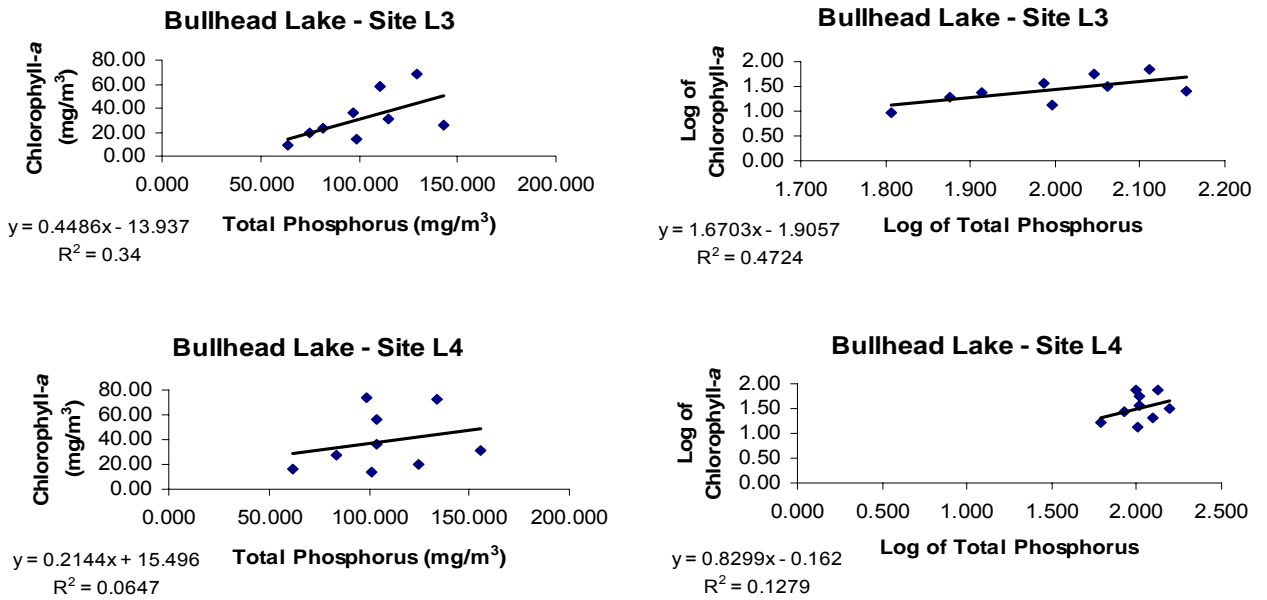 Bullhead Lake - Site L3
Chlorophyll-a
(mg/m³)
80.00
60.00
40.00
20.00
0.00
0.000 50.000 100.000 150.000 200.000
Total Phosphorus (mg/m³)
y = 0.4486x - 13.937
R² = 0.34
Bullhead Lake - Site L3
Log of
Chlorophyll-a
2.00
1.50
1.00
0.50
0.00
1.700 1.800 1.900 2.000 2.100 2.200
Log of Total Phosphorus
y = 1.6703x - 1.9057
R² = 0.4724
Bullhead Lake - Site L4
Chlorophyll-a
(mg/m³)
80.00
60.00
40.00
20.00
0.00
0.000 50.000 100.000 150.000 200.000
Total Phosphorus (mg/m³)
y = 0.2144x + 15.496
R² = 0.0647
Bullhead Lake - Site L4
Log of
Chlorophyll-a
2.00
1.50
1.00
0.50
0.00
0.000 0.500 1.000 1.500 2.000 2.500
Log of Total Phosphorus
y = 0.8299x - 0.162
R² = 0.1279